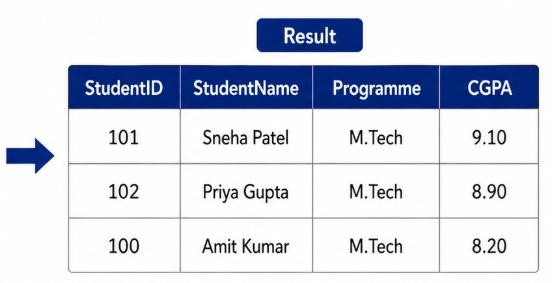 Result
StudentID StudentName Programme CGPA
101 Sneha Patel M.Tech 9.10
102 Priya Gupta M.Tech 8.90
100 Amit Kumar M.Tech 8.20